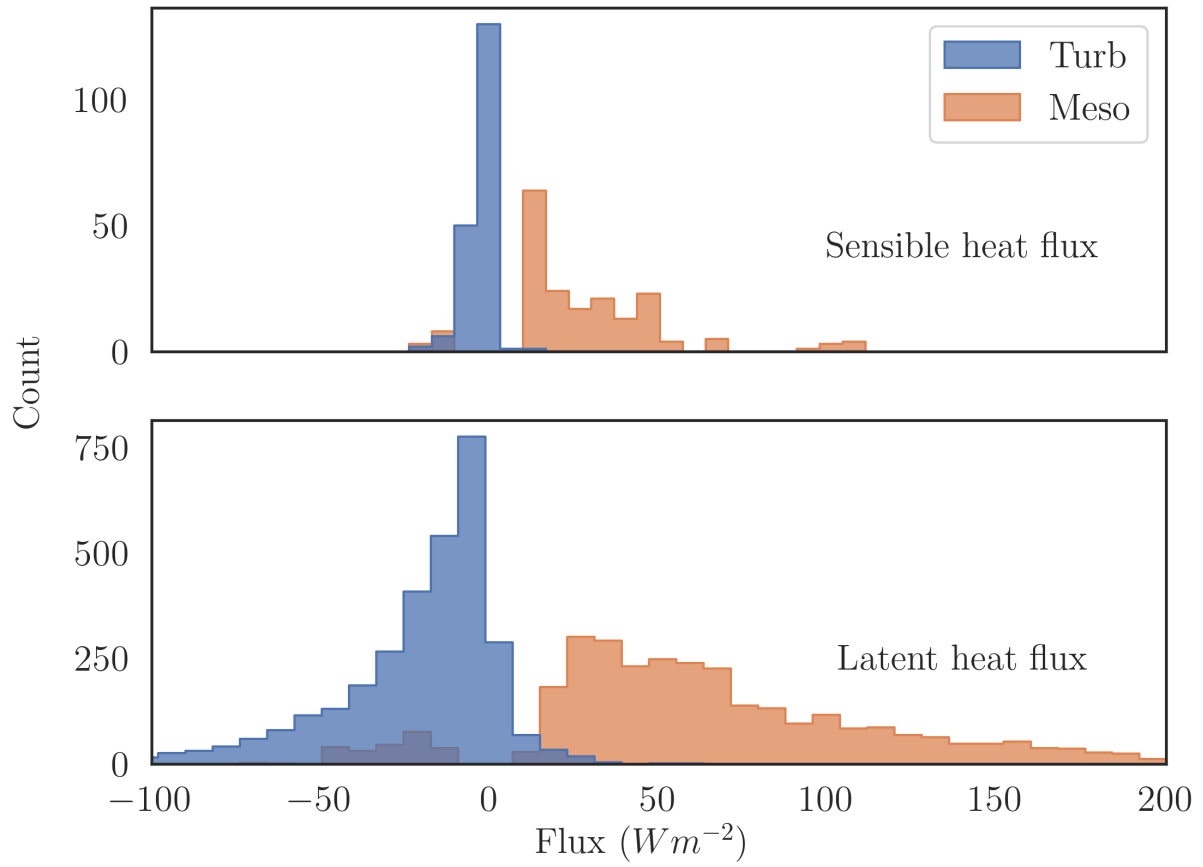 Turb
Meso
100
50
0
Sensible heat flux
Count
750
500
250
0
Latent heat flux
−100 −50 0 50 100 150 200
Flux (Wm⁻²)